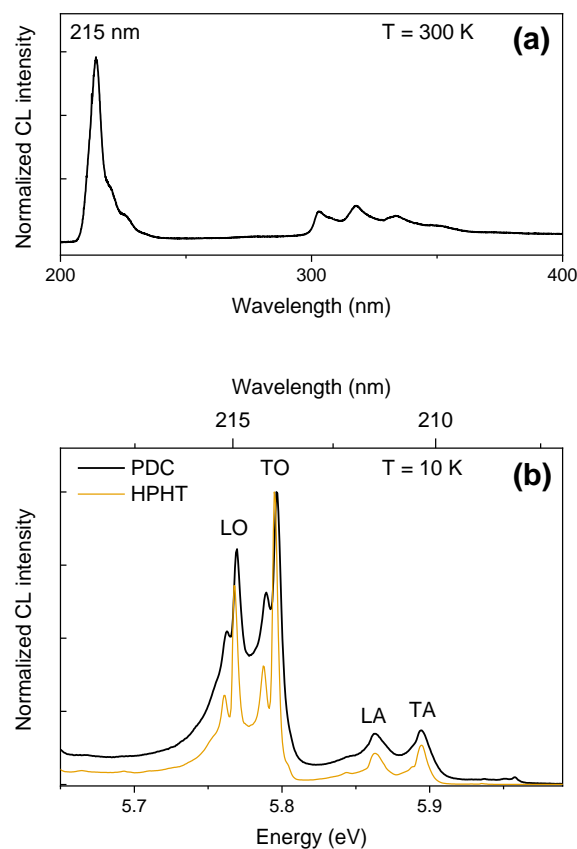 215 nm
T = 300 K
(a)
Normalized CL intensity
200
300
400
Wavelength (nm)
Wavelength (nm)
215
210
PDC
HPHT
TO
T = 10 K
(b)
LO
LA
TA
Normalized CL intensity
5.7
5.8
5.9
Energy (eV)